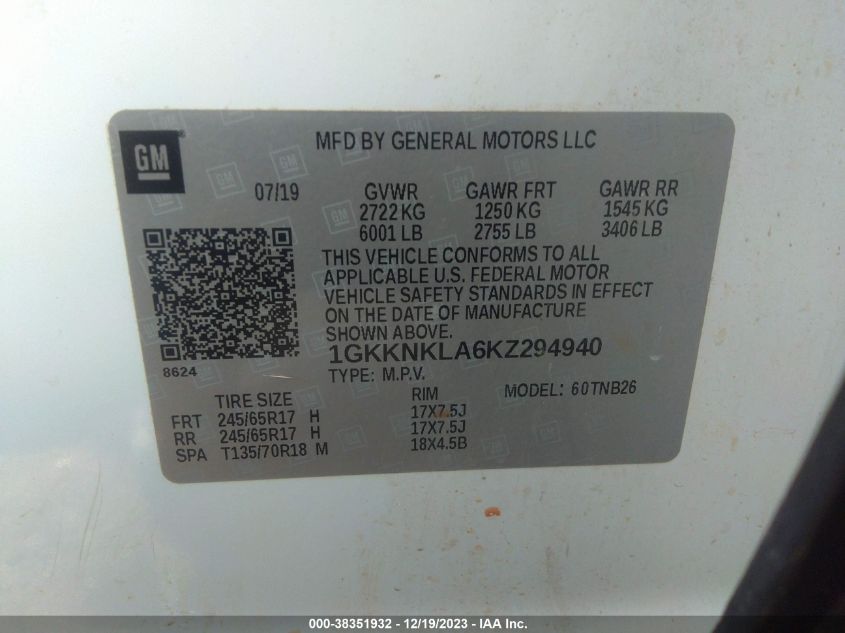 MFD BY GENERAL MOTORS LLC
GM
07/19 GVWR GAWR FRT GAWR RR
2722 KG 1250 KG 1545 KG
6001 LB 2755 LB 3406 LB
THIS VEHICLE CONFORMS TO ALL
APPLICABLE U.S. FEDERAL MOTOR
VEHICLE SAFETY STANDARDS IN EFFECT
ON THE DATE OF MANUFACTURE
SHOWN ABOVE.
1GKKNKLA6KZ294940
8624
TYPE: M.P.V. MODEL: 60TNB26
TIRE SIZE RIM
FRT 245/65R17 H 17X7.5J
RR 245/65R17 H 17X7.5J
SPA T135/70R18 M 18X4.5B
000-38351932 - 12/19/2023 - IAA Inc.